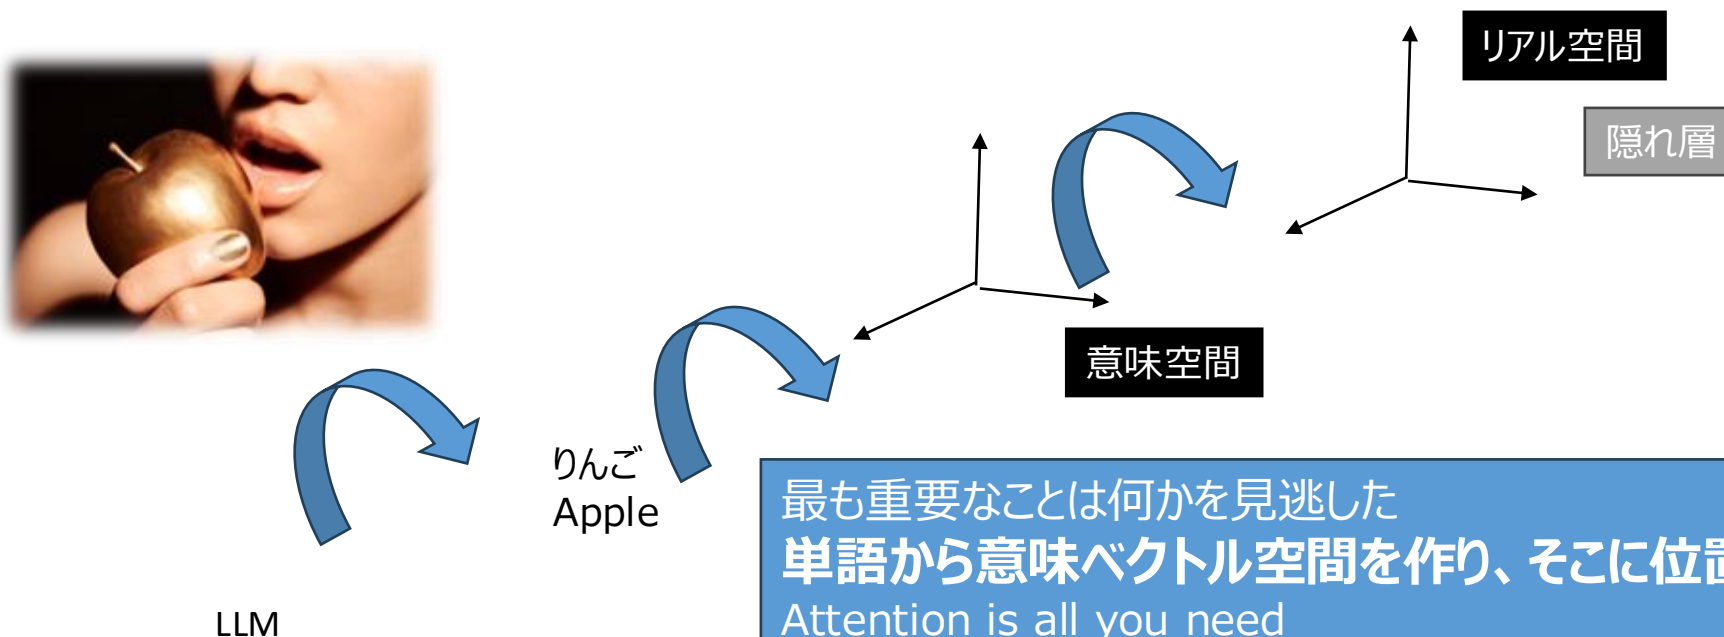 リアル空間
隠れ層
意味空間
りんご
Apple
最も重要なことは何かを見逃した
単語から意味ベクトル空間を作り、そこに位置
Attention is all you need
LLM